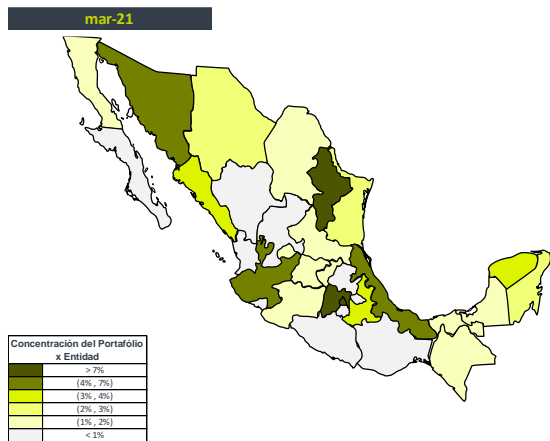 mar-21
Concentración del Portafólio
x Entidad
> 7%
(4% , 7%)
(3% , 4%)
(2% , 3%)
(1% , 2%)
< 1%